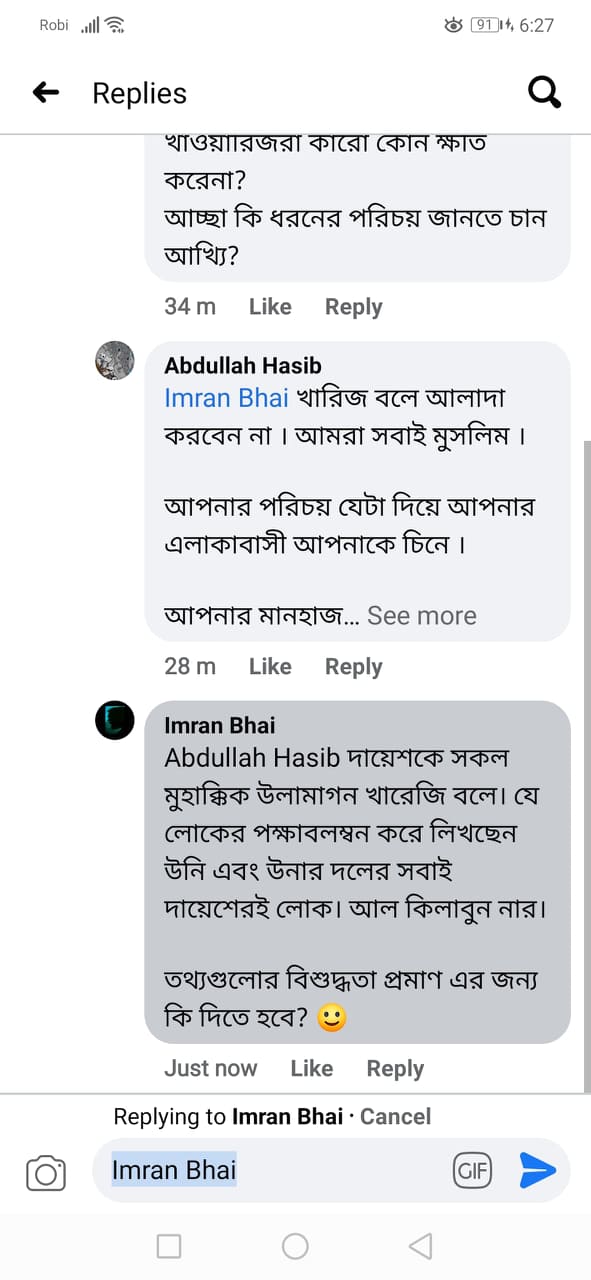 Robi 91 6:27
Replies
খাওয়ারিজরা কারো কোন ক্ষতি
করেনা?
আচ্ছা কি ধরনের পরিচয় জানতে চান
আখ্যি?
34 m Like Reply
Abdullah Hasib
Imran Bhai খারিজ বলে আলাদা
করবেন না । আমরা সবাই মুসলিম ।
আপনার পরিচয় যেটা দিয়ে আপনার
এলাকাবাসী আপনাকে চিনে ।
আপনার মানহাজ... See more
28 m Like Reply
Imran Bhai
Abdullah Hasib দায়েশকে সকল
মুহাক্কিক উলামাগন খারেজি বলে। যে
লোকের পক্ষাবলম্বন করে লিখছেন
উনি এবং উনার দলের সবাই
দায়েশেরই লোক। আল কিলাবুন নার।
তথ্যগুলোর বিশুদ্ধতা প্রমাণ এর জন্য
কি দিতে হবে? 🙂
Just now Like Reply
Replying to Imran Bhai · Cancel
Imran Bhai GIF